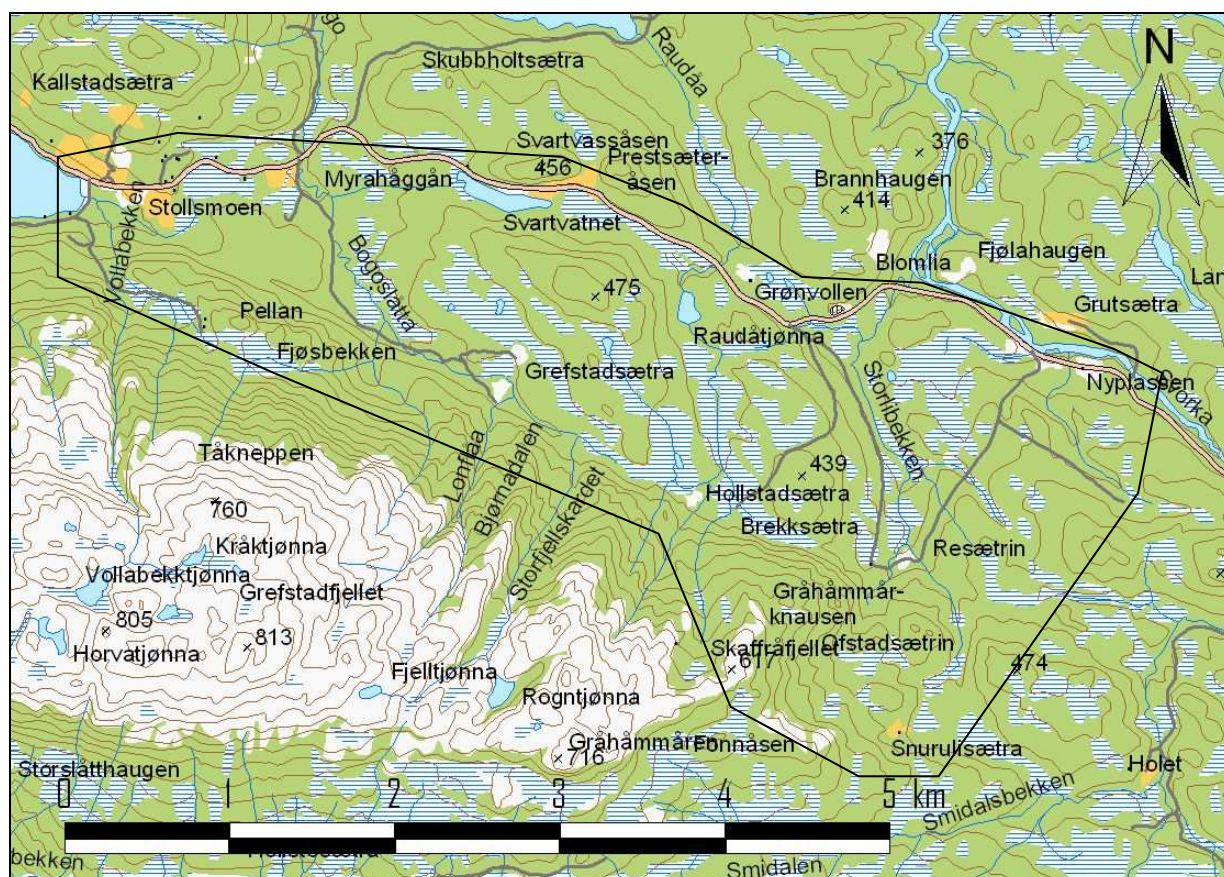 N
Raudåa
Skubbholtsætra
Kallstadsætra
Svartvassåsen
456
Prestsæter-
åsen
376
Brannhaugen
414
Myrahåggån
Stollsmoen
Svartvatnet
Vollabekken
Bogoslatta
Blomlia
Fjølahaugen
475
Grønvollen
Grutsætra
Pellan
Raudåtjønna
Fjøsbekken
Grefstadsætra
Storlibekken
Nyplassen
Svorka
Tåkneppen
Lonflaa
Bjørnadalen
Storfjellskardet
439
Hollstadsætra
760
Brekksætra
Kråktjønna
Resætrin
Vollabekktjønna
Grefstadfjellet
Gråhåmmår-
knausen
805
813
Horvatjønna
Skaffråfjellet
Ofstadsætrin
617
474
Fjelltjønna
Rogntjønna
Gråhåmmåren
Fonnåsen
716
Snurulisætra
Holet
Storslåtthaugen
0 1 2 3 4 5 km
Smidalsbekken
bekken
Smidalen